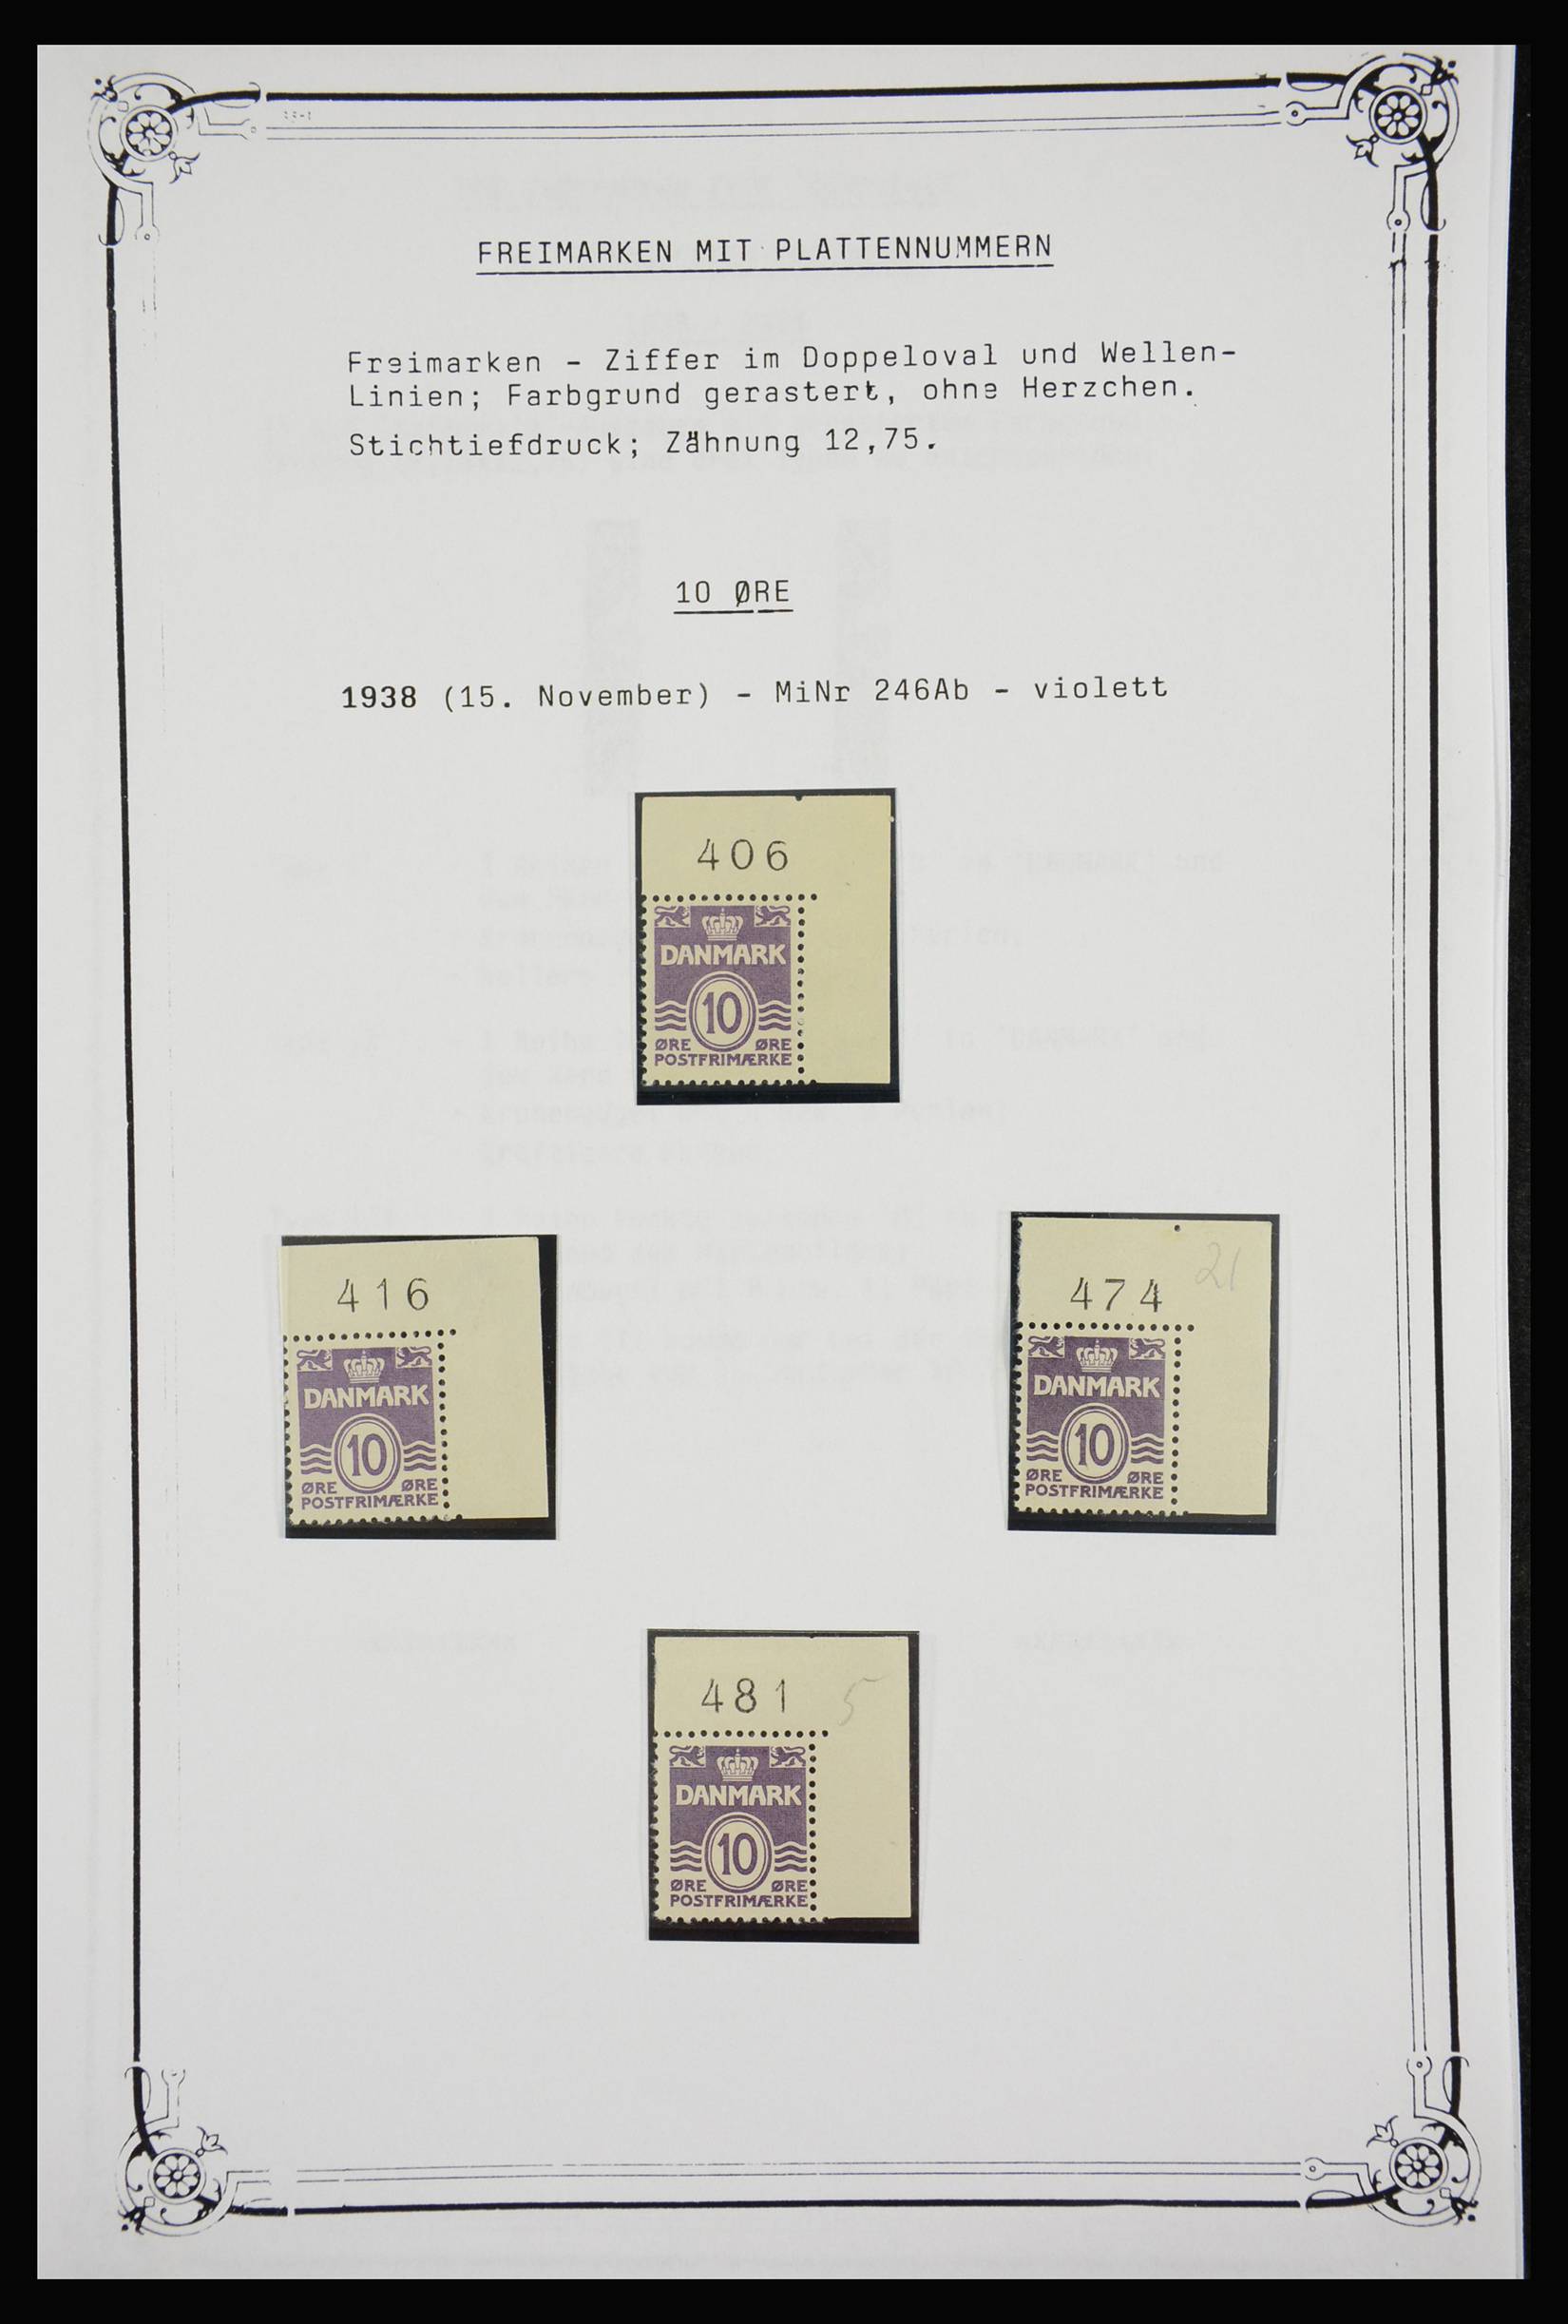 FREIMARKEN MIT PLATTENNUMMERN
Freimarken - Ziffer im Doppeloval und Wellen-
Linien; Farbgrund gerastert, ohne Herzchen.
Stichtiefdruck; Zähnung 12,75.
10 ØRE
1938 (15. November) - MiNr 246Ab - violett
406
DANMARK
10
ØRE ØRE
POSTFRIMÆRKE
416
DANMARK
10
ØRE ØRE
POSTFRIMÆRKE
474 21
DANMARK
10
ØRE ØRE
POSTFRIMÆRKE
481 5
DANMARK
10
ØRE ØRE
POSTFRIMÆRKE